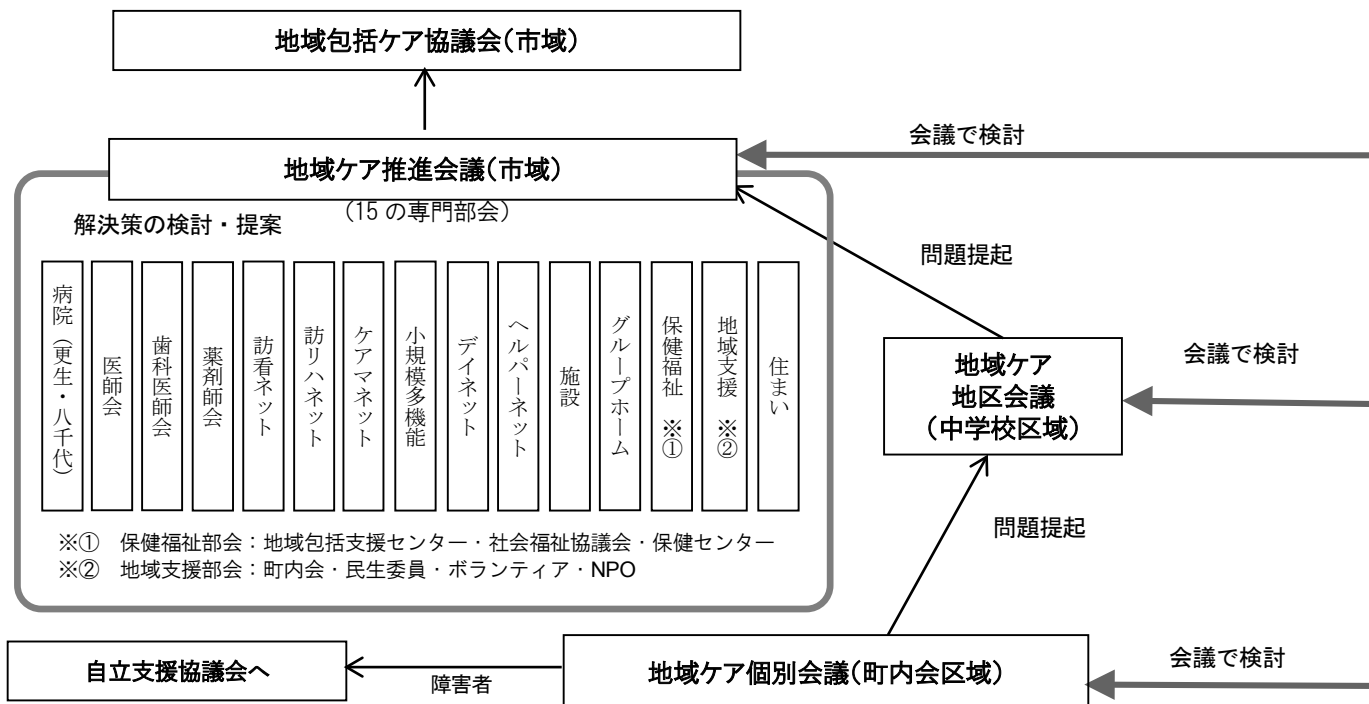 地域包括ケア協議会(市域)
会議で検討
地域ケア推進会議(市域)
(15 の専門部会)
解決策の検討・提案
問題提起
病院(更生・八千代)
医師会
歯科医師会
薬剤師会
訪看ネット
訪リハネット
ケアマネット
小規模多機能
デイネット
ヘルパーネット
施設
グループホーム
保健福祉 ※①
地域支援 ※②
住まい
地域ケア
地区会議
(中学校区域)
会議で検討
※① 保健福祉部会:地域包括支援センター・社会福祉協議会・保健センター
※② 地域支援部会:町内会・民生委員・ボランティア・NPO
問題提起
自立支援協議会へ
障害者
地域ケア個別会議(町内会区域)
会議で検討